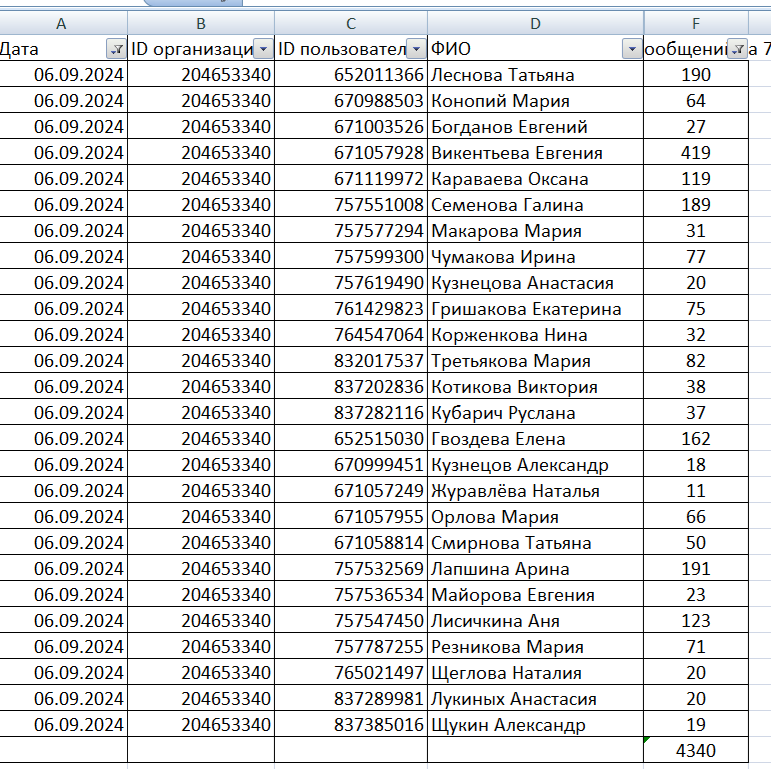 A B C D F
Дата ID организаци ID пользовател ФИО ообщени а 7
06.09.2024 204653340 652011366 Леснова Татьяна 190
06.09.2024 204653340 670988503 Конопий Мария 64
06.09.2024 204653340 671003526 Богданов Евгений 27
06.09.2024 204653340 671057928 Викентьева Евгения 419
06.09.2024 204653340 671119972 Караваева Оксана 119
06.09.2024 204653340 757551008 Семенова Галина 189
06.09.2024 204653340 757577294 Макарова Мария 31
06.09.2024 204653340 757599300 Чумакова Ирина 77
06.09.2024 204653340 757619490 Кузнецова Анастасия 20
06.09.2024 204653340 761429823 Гришакова Екатерина 75
06.09.2024 204653340 764547064 Корженкова Нина 32
06.09.2024 204653340 832017537 Третьякова Мария 82
06.09.2024 204653340 837202836 Котикова Виктория 38
06.09.2024 204653340 837282116 Кубарич Руслана 37
06.09.2024 204653340 652515030 Гвоздева Елена 162
06.09.2024 204653340 670999451 Кузнецов Александр 18
06.09.2024 204653340 671057249 Журавлёва Наталья 11
06.09.2024 204653340 671057955 Орлова Мария 66
06.09.2024 204653340 671058814 Смирнова Татьяна 50
06.09.2024 204653340 757532569 Лапшина Арина 191
06.09.2024 204653340 757536534 Майорова Евгения 23
06.09.2024 204653340 757547450 Лисичкина Аня 123
06.09.2024 204653340 757787255 Резникова Мария 71
06.09.2024 204653340 765021497 Щеглова Наталия 20
06.09.2024 204653340 837289981 Лукиных Анастасия 20
06.09.2024 204653340 837385016 Щукин Александр 19
4340